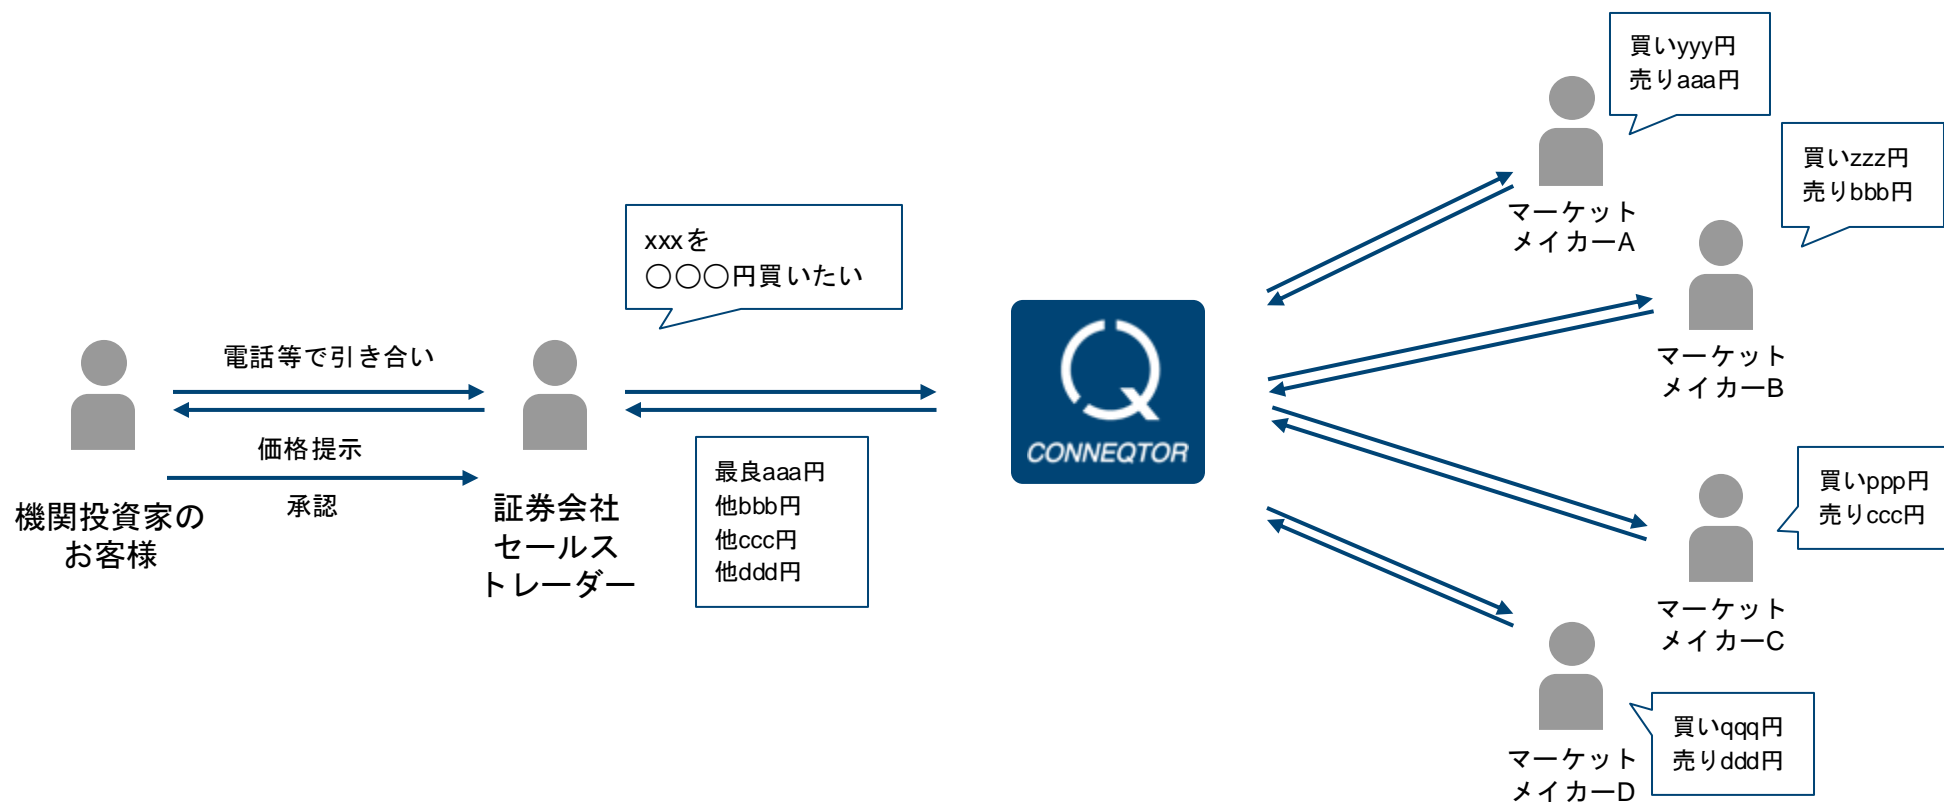 電話等で引き合い
価格提示
承認
機関投資家の
お客様
xxxを
〇〇〇円買いたい
証券会社
セールス
トレーダー
最良aaa円
他bbb円
他ccc円
他ddd円
CONNEQTOR
買いyyy円
売りaaa円
マーケット
メイカーA
買いzzz円
売りbbb円
マーケット
メイカーB
買いppp円
売りccc円
マーケット
メイカーC
買いqqq円
売りddd円
マーケット
メイカーD